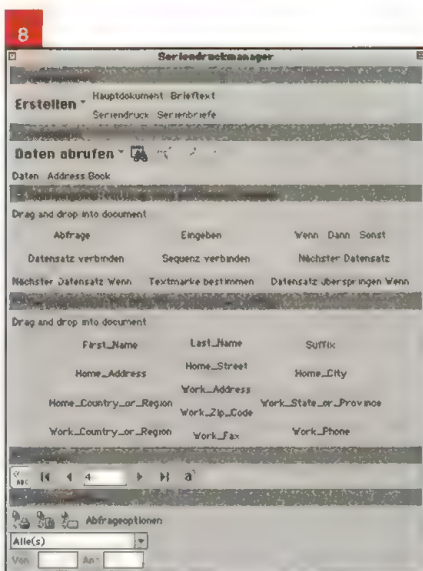 8
Seriendruckmanager
Erstellen Hauptdokument Brieftext
Seriendruck Serienbriefe
Daten abrufen
Daten Address Book
Drag and drop into document
Abfrage Eingeben Wenn Dann Sonst
Datensatz verbinden Sequenz verbinden Nächster Datensatz
Nächster Datensatz Wenn Textmarke bestimmen Datensatz überspringen Wenn
Drag and drop into document
First_Name Last_Name Suffix
Home_Address Home_Street Home_City
Work_Address
Home_Country_or_Region Work_Zip_Code Work_State_or_Province
Work_Country_or_Region Work_Fax Work_Phone
ABC 4 a
Abfrageoptionen
Alle(s)
Von: An: